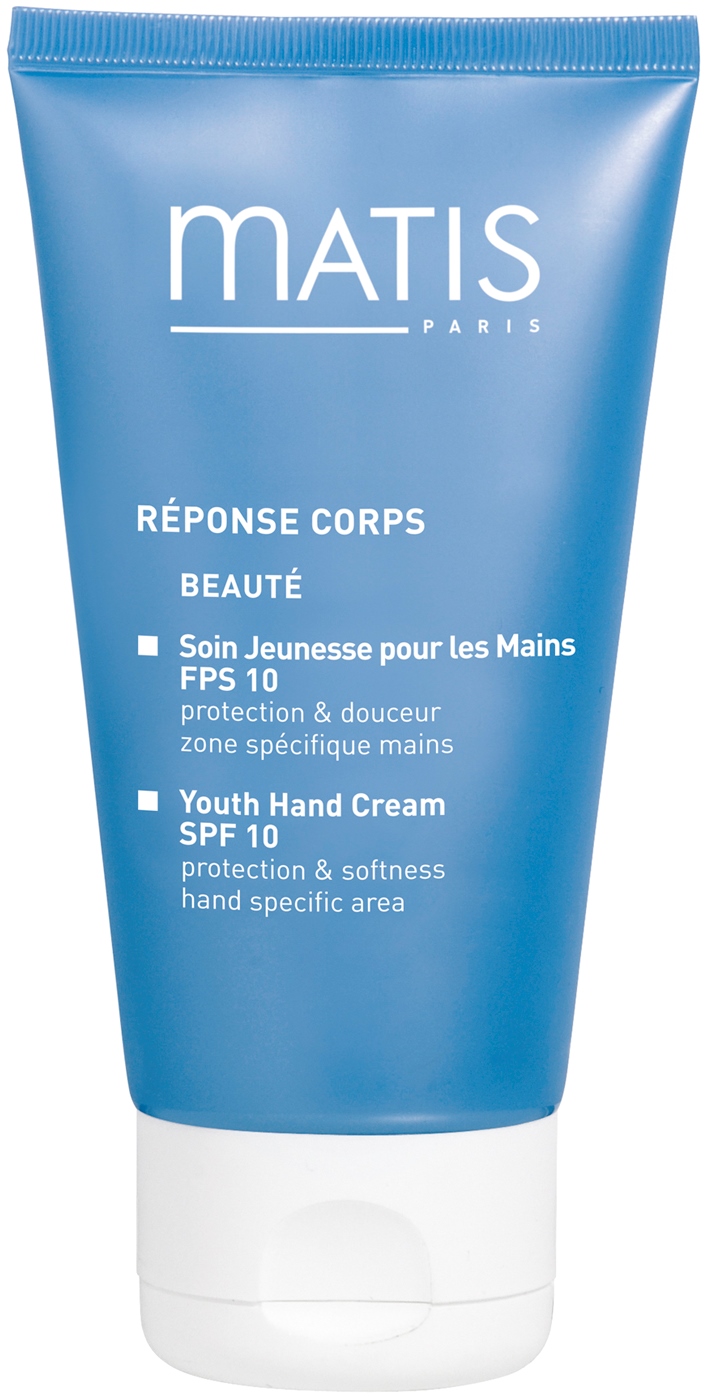 MATIS
PARIS
RÉPONSE CORPS
BEAUTÉ
Soin Jeunesse pour les Mains
FPS 10
protection & douceur
zone spécifique mains
Youth Hand Cream
SPF 10
protection & softness
hand specific area